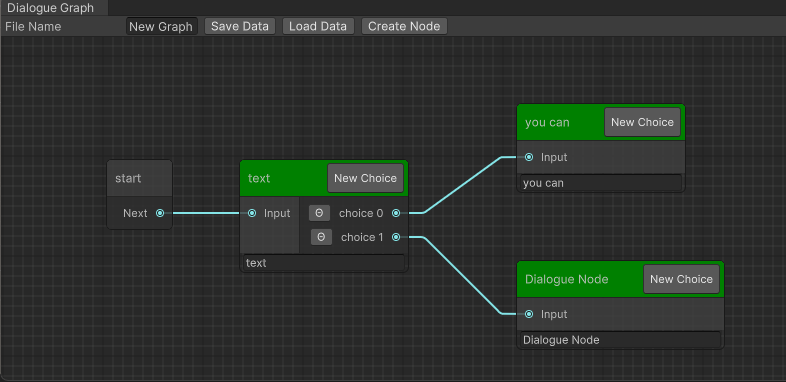 Dialogue Graph
File Name New Graph Save Data Load Data Create Node
start
Next
text New Choice
Input choice 0
choice 1
text
you can New Choice
Input
you can
Dialogue Node New Choice
Input
Dialogue Node